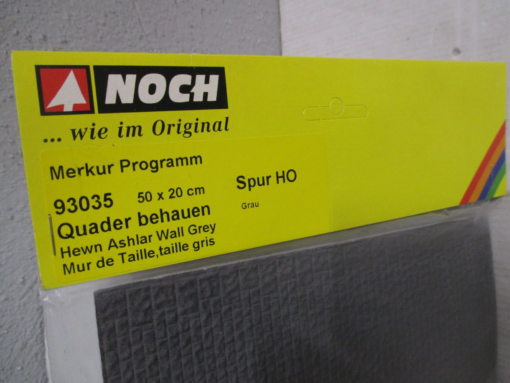 NOCH
... wie im Original
Merkur Programm
93035 50 x 20 cm Spur HO
Quader behauen Grau
Hewn Ashlar Wall Grey
Mur de Taille,taille gris